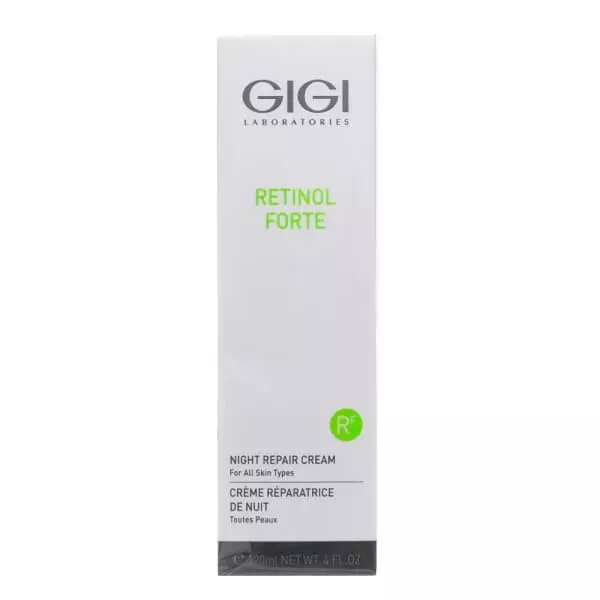 GIGI
LABORATORIES
RETINOL
FORTE
RF
NIGHT REPAIR CREAM
For All Skin Types
CRÈME RÉPARATRICE
DE NUIT
Toutes Peaux
℮ 120ml NET WT. 4 FL.OZ